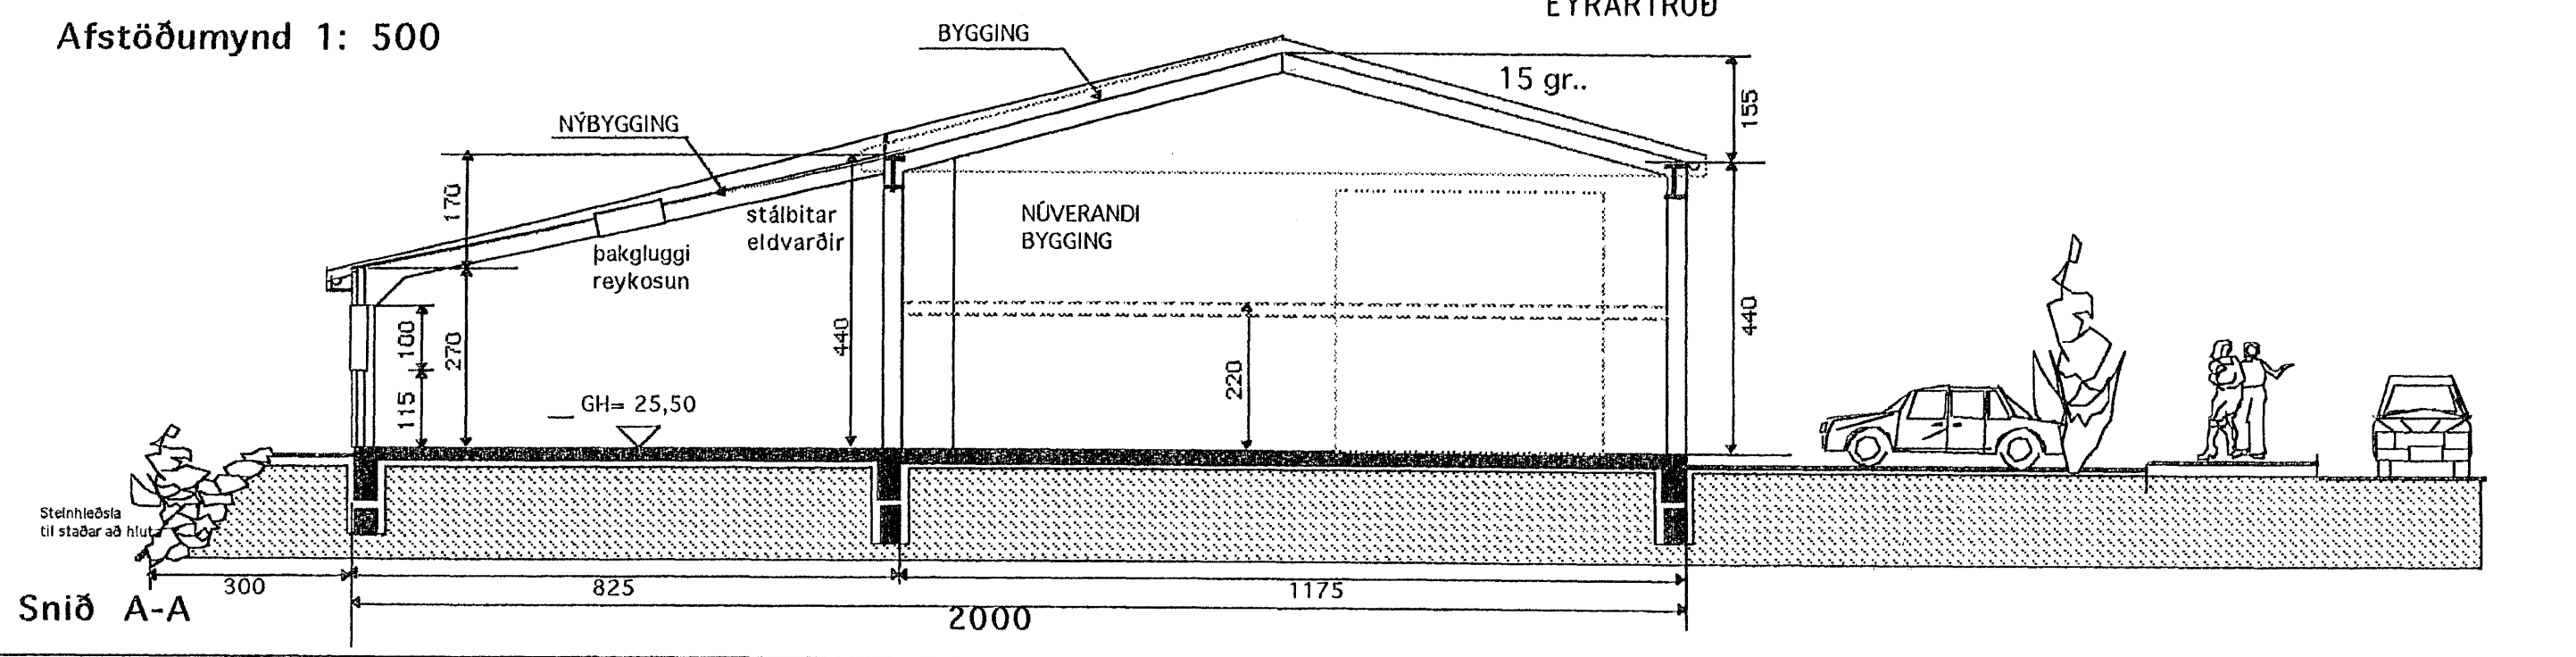 EYRARTRÖÐ
Afstöðumynd 1: 500
BYGGING
15 gr..
155
NÝBYGGING
170
stálbitar
eldvarðir
NÚVERANDI
BYGGING
þakgluggi
reykosun
100
270
440
440
220
115
GH= 25,50
Steinhleðsla
til staðar að hluta
300
825
1175
Snið A-A
2000